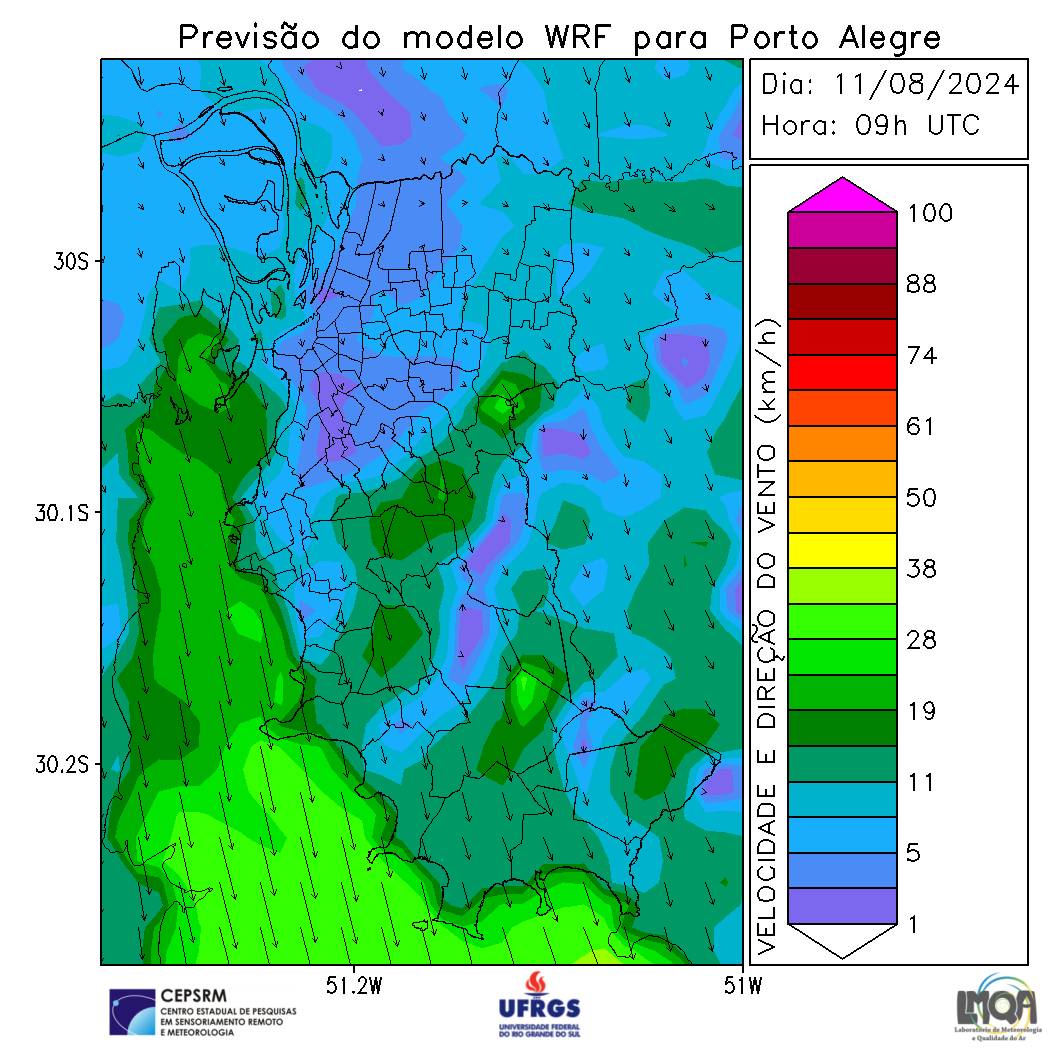 Previsão do modelo WRF para Porto Alegre
Dia: 11/08/2024
Hora: 09h UTC
30S
30.1S
30.2S
51.2W
51W
VELOCIDADE E DIREÇÃO DO VENTO (km/h)
100
88
74
61
50
38
28
19
11
5
1
CEPSRM
CENTRO ESTADUAL DE PESQUISAS
EM SENSORIAMENTO REMOTO
E METEOROLOGIA
UFRGS
UNIVERSIDADE FEDERAL
DO RIO GRANDE DO SUL
LMQA
Laboratório de Meteorologia
e Qualidade do Ar